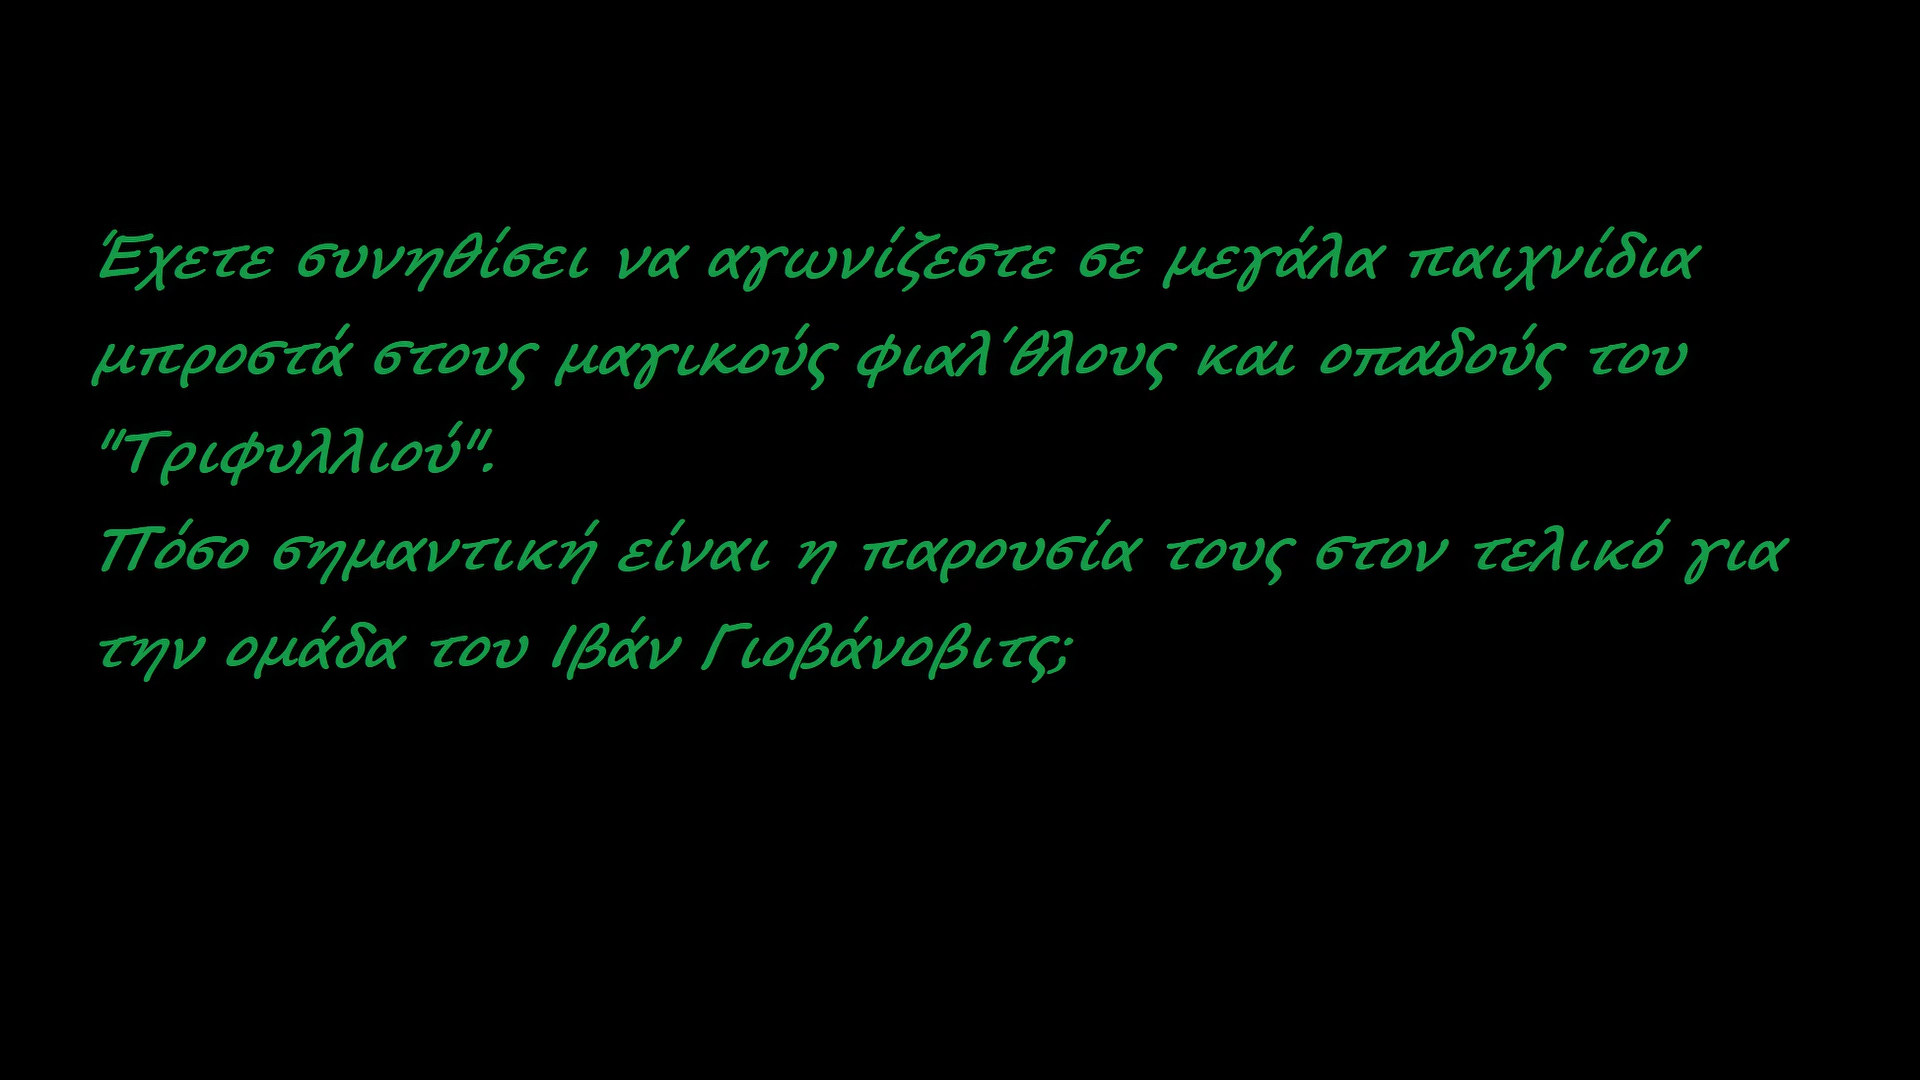 Έχετε συνηθίσει να αγωνίζεστε σε μεγάλα παιχνίδια
μπροστά στους μαγικούς φιαλ΄θλους και οπαδούς του
"Τριφυλλιού".
Πόσο σημαντική είναι η παρουσία τους στον τελικό για
την ομάδα του Ιβάν Γιοβάνοβιτς;